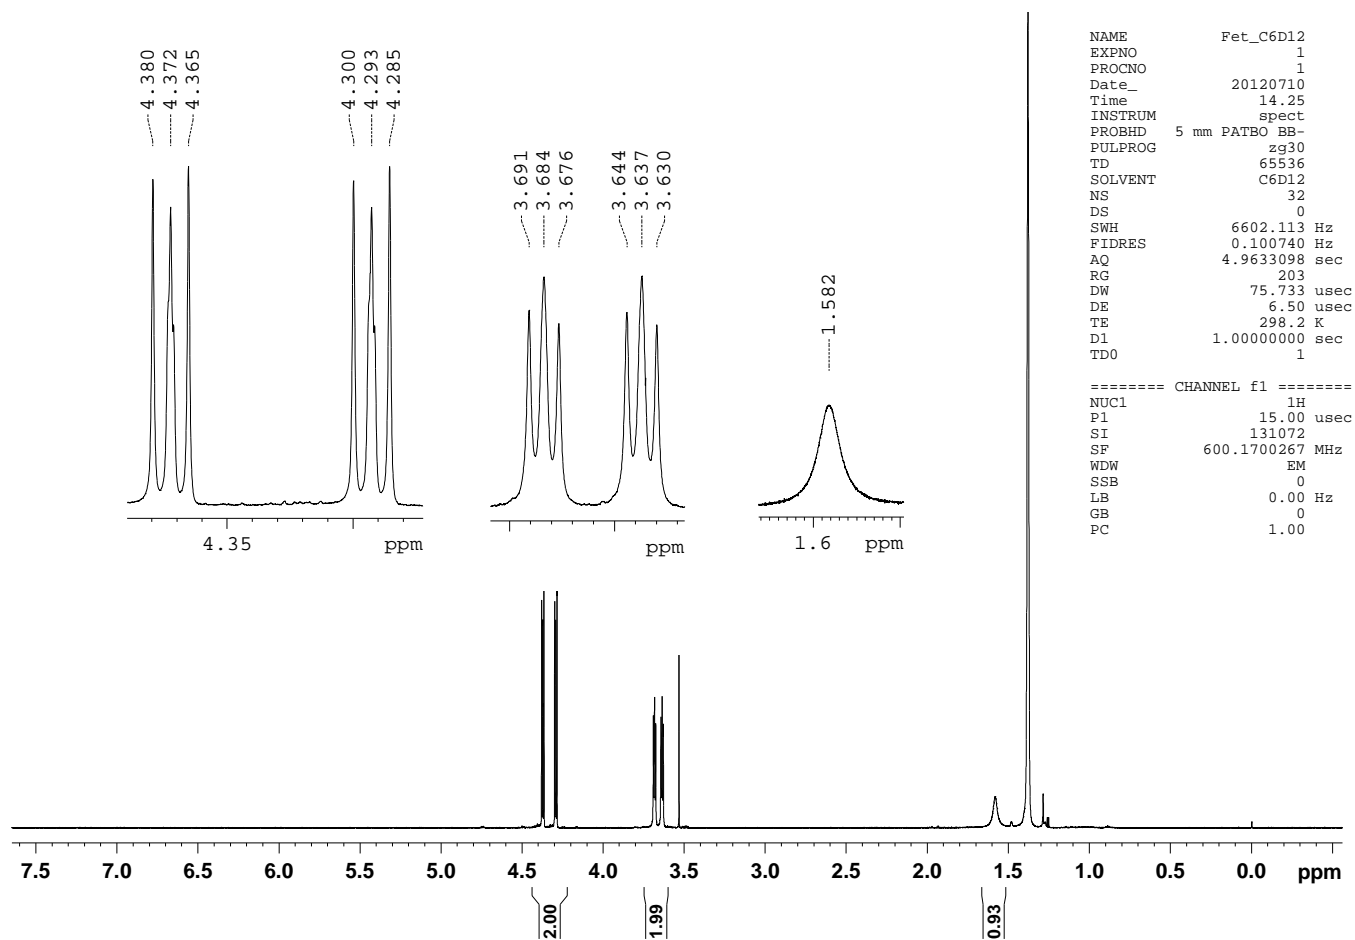 4.380
4.372
4.365
4.300
4.293
4.285
3.691
3.684
3.676
3.644
3.637
3.630
1.582
4.35 ppm
ppm
1.6 ppm
NAME Fet_C6D12
EXPNO 1
PROCNO 1
Date_ 20120710
Time 14.25
INSTRUM spect
PROBHD 5 mm PATBO BB-
PULPROG zg30
TD 65536
SOLVENT C6D12
NS 32
DS 0
SWH 6602.113 Hz
FIDRES 0.100740 Hz
AQ 4.9633098 sec
RG 203
DW 75.733 usec
DE 6.50 usec
TE 298.2 K
D1 1.00000000 sec
TD0 1
======== CHANNEL f1 ========
NUC1 1H
P1 15.00 usec
SI 131072
SF 600.1700267 MHz
WDW EM
SSB 0
LB 0.00 Hz
GB 0
PC 1.00
7.5 7.0 6.5 6.0 5.5 5.0 4.5 4.0 3.5 3.0 2.5 2.0 1.5 1.0 0.5 0.0 ppm
2.00
1.99
0.93